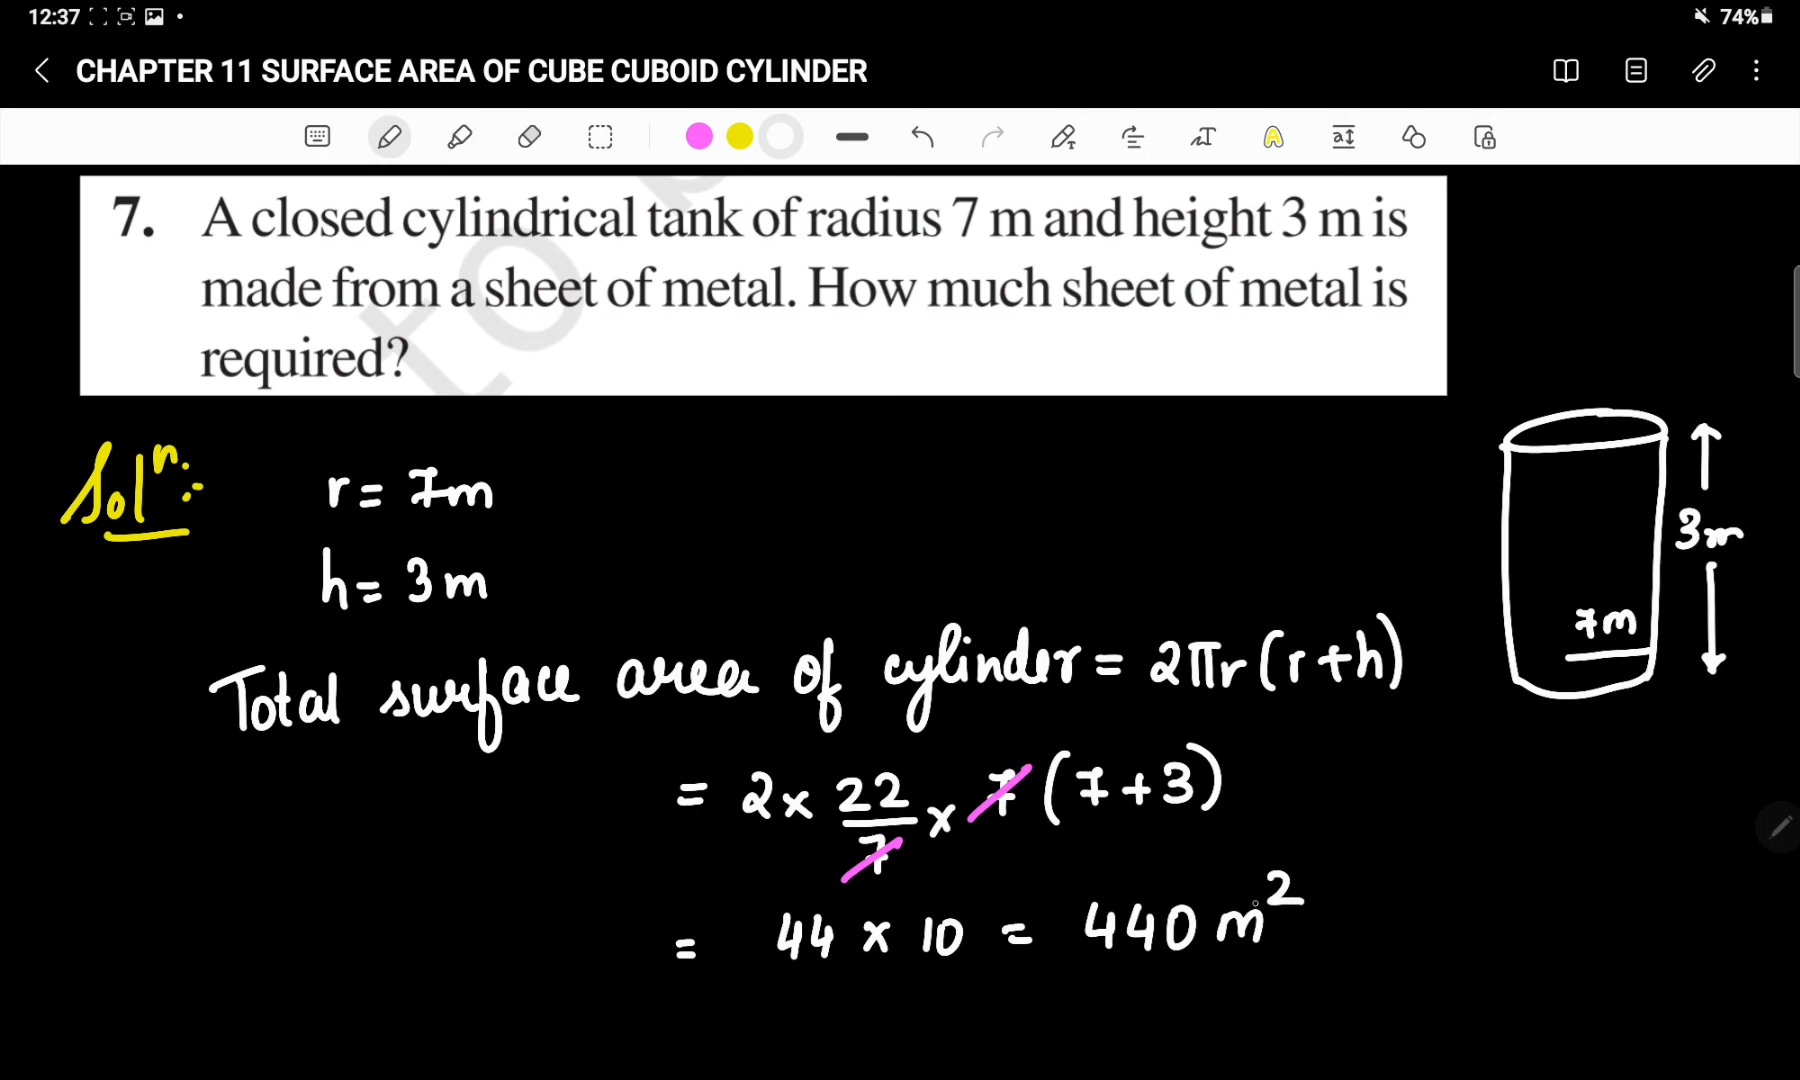 12:37
74%
CHAPTER 11 SURFACE AREA OF CUBE CUBOID CYLINDER
7. A closed cylindrical tank of radius 7 m and height 3 m is
made from a sheet of metal. How much sheet of metal is
required?
to
Solⁿ:
r = 7m
h = 3m
3m
7m
Total surface area of cylinder = 2πr(r+h)
= 2 × 22/7 × 7 (7+3)
= 44 × 10 = 440 m²